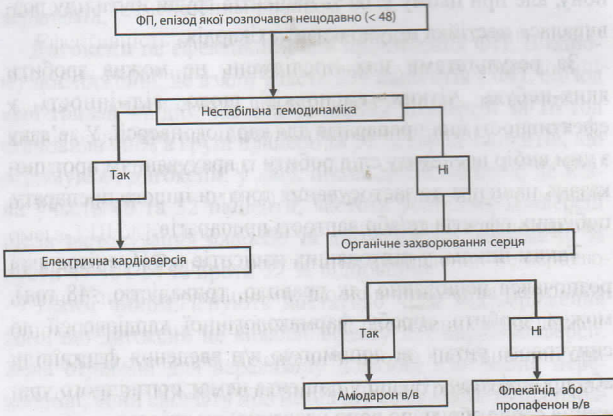 ФП, епізод якої розпочався нещодавно (< 48)
Нестабільна гемодинаміка
Так
Ні
Електрична кардіоверсія
Органічне захворювання серця
Так
Ні
Амодарон в/в
Флекаїнід або
пропафенон в/в